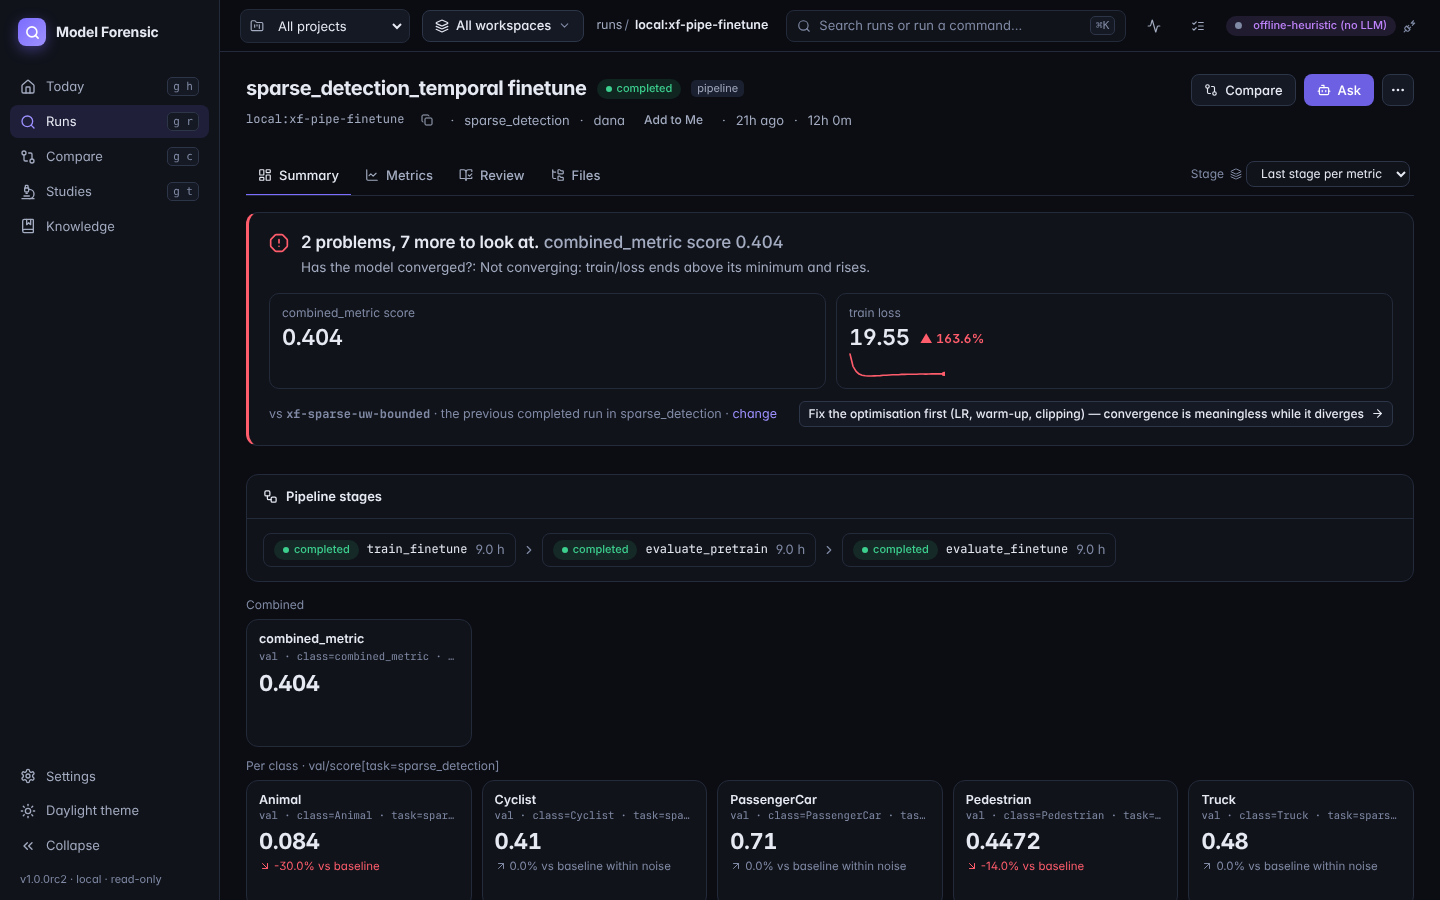 Model Forensic
All projects
All workspaces
runs / local:xf-pipe-finetune
Search runs or run a command... ⌘K
offline-heuristic (no LLM)
Today g h
Runs g r
Compare g c
Studies g t
Knowledge
Settings
Daylight theme
Collapse
v1.0.0rc2 · local · read-only
sparse_detection_temporal finetune completed pipeline
Compare
Ask
local:xf-pipe-finetune · sparse_detection · dana Add to Me · 21h ago · 12h 0m
Summary Metrics Review Files
Stage Last stage per metric
2 problems, 7 more to look at. combined_metric score 0.404
Has the model converged?: Not converging: train/loss ends above its minimum and rises.
combined_metric score
0.404
train loss
19.55 ▲ 163.6%
vs xf-sparse-uw-bounded · the previous completed run in sparse_detection · change
Fix the optimisation first (LR, warm-up, clipping) — convergence is meaningless while it diverges →
Pipeline stages
completed train_finetune 9.0 h
completed evaluate_pretrain 9.0 h
completed evaluate_finetune 9.0 h
Combined
combined_metric
val · class=combined_metric · …
0.404
Per class · val/score[task=sparse_detection]
Animal
val · class=Animal · task=spar…
0.084
↘ -30.0% vs baseline
Cyclist
val · class=Cyclist · task=spa…
0.41
↗ 0.0% vs baseline within noise
PassengerCar
val · class=PassengerCar · tas…
0.71
↗ 0.0% vs baseline within noise
Pedestrian
val · class=Pedestrian · task=…
0.4472
↘ -14.0% vs baseline
Truck
val · class=Truck · task=spars…
0.48
↗ 0.0% vs baseline within noise